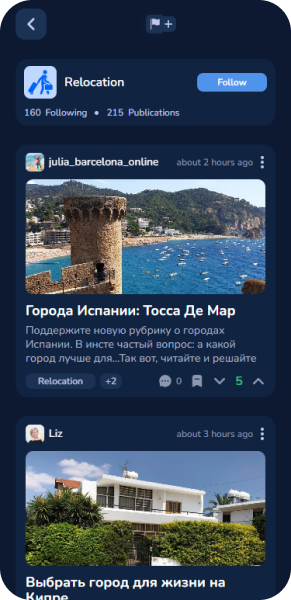 Relocation
Follow
160 Following • 215 Publications
julia_barcelona_online
about 2 hours ago
Города Испании: Тосса Де Мар
Поддержите новую рубрику о городах
Испании. В инсте частый вопрос: а какой
город лучше для...Так вот, читайте и решайте
Relocation
+2
0
5
Liz
about 3 hours ago
Выбрать город для жизни на
Кипре